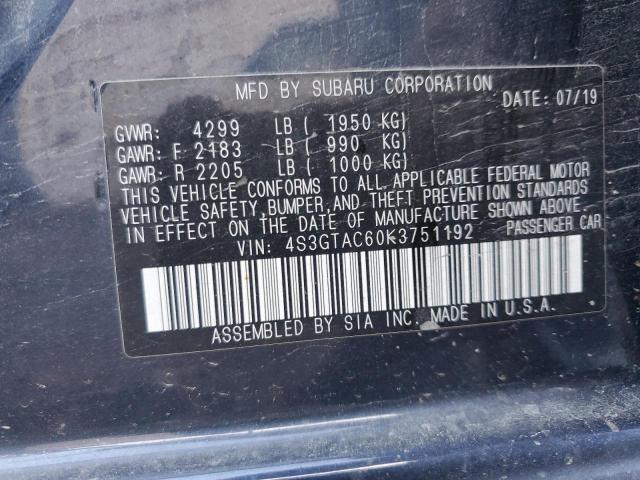 MFD BY SUBARU CORPORATION
DATE: 07/19
GVWR: 4299 LB ( 1950 KG)
GAWR: F 2183 LB ( 990 KG)
GAWR: R 2205 LB ( 1000 KG)
THIS VEHICLE CONFORMS TO ALL APPLICABLE FEDERAL MOTOR
VEHICLE SAFETY, BUMPER, AND THEFT PREVENTION STANDARDS
IN EFFECT ON THE DATE OF MANUFACTURE SHOWN ABOVE.
VIN: 4S3GTAC60K3751192 PASSENGER CAR
ASSEMBLED BY SIA INC. MADE IN U.S.A.